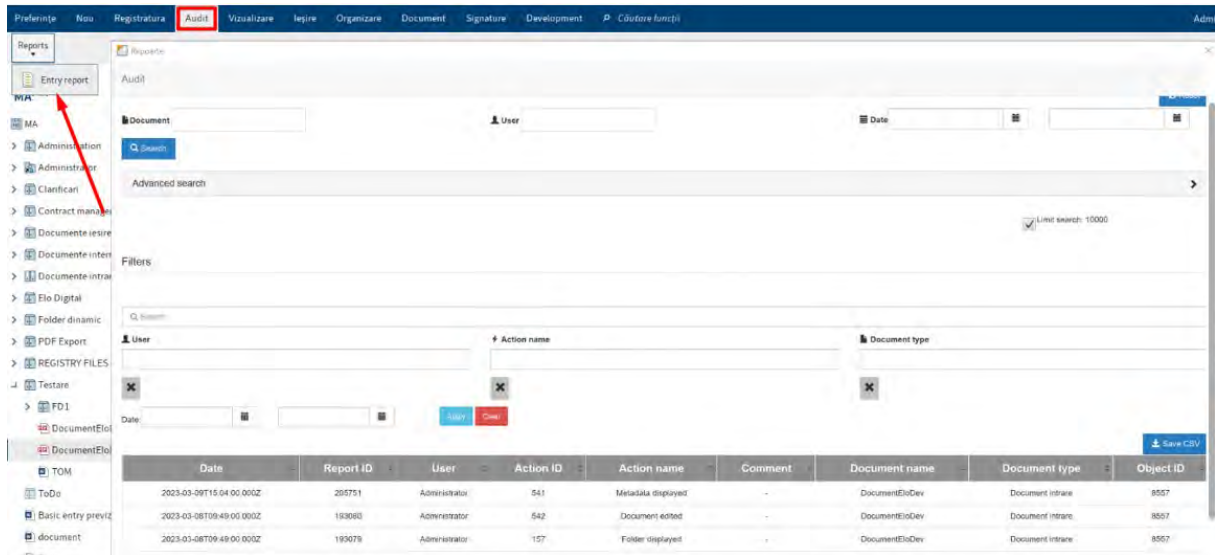 Preferințe Nou Registratura Audit Vizualizare Ieșire Organizare Document Signature Development Căutare funcții
Reports
Reports
Entry report
Audit
MA
MA
Document User Date
Administration
Search
Administrator
Clarificari
Advanced search
Contract manage
Documente iesire
Limit search: 10000
Documente inter
Filters
Documente intra
Elo Digital
Folder dinamic
Search
PDF Export
User Action name Document type
REGISTRY FILES
Testare
FD1
Date:
Apply Clear
DocumentElo
DocumentElo
Save CSV
TOM
Date Report ID User Action ID Action name Comment Document name Document type Object ID
ToDo
2023-03-09T15:04:00.000Z 205751 Administrator 541 Metadata displayed - DocumentEloDev Document intrare 8557
Basic entry previz
2023-03-08T09:49:00.000Z 193080 Administrator 542 Document edited - DocumentEloDev Document intrare 8557
document
2023-03-08T09:49:00.000Z 193079 Administrator 157 Folder displayed - DocumentEloDev Document intrare 8557